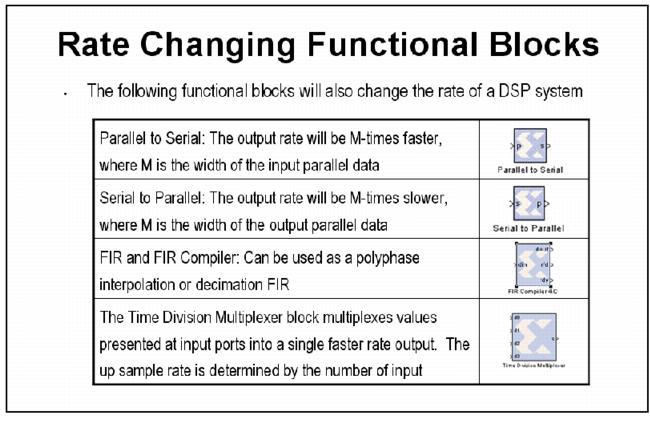 Rate Changing Functional Blocks
· The following functional blocks will also change the rate of a DSP system
Parallel to Serial: The output rate will be M-times faster,
where M is the width of the input parallel data
p s
Parallel to Serial
Serial to Parallel: The output rate will be M-times slower,
where M is the width of the output parallel data
s p
Serial to Parallel
FIR and FIR Compiler: Can be used as a polyphase
interpolation or decimation FIR
dout
din rfd
rdy
FIR Compiler 4.0
The Time Division Multiplexer block multiplexes values
presented at input ports into a single faster rate output. The
up sample rate is determined by the number of input
d0
d1
d2
d3
Time Division Multiplexer